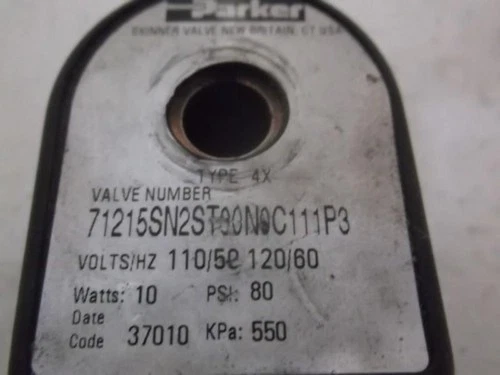 Parker
SKINNER VALVE NEW BRITAIN, CT USA
TYPE 4X
VALVE NUMBER
71215SN2ST00N0C111P3
VOLTS/HZ 110/50 120/60
Watts: 10 PSI: 80
Date
Code 37010 KPa: 550